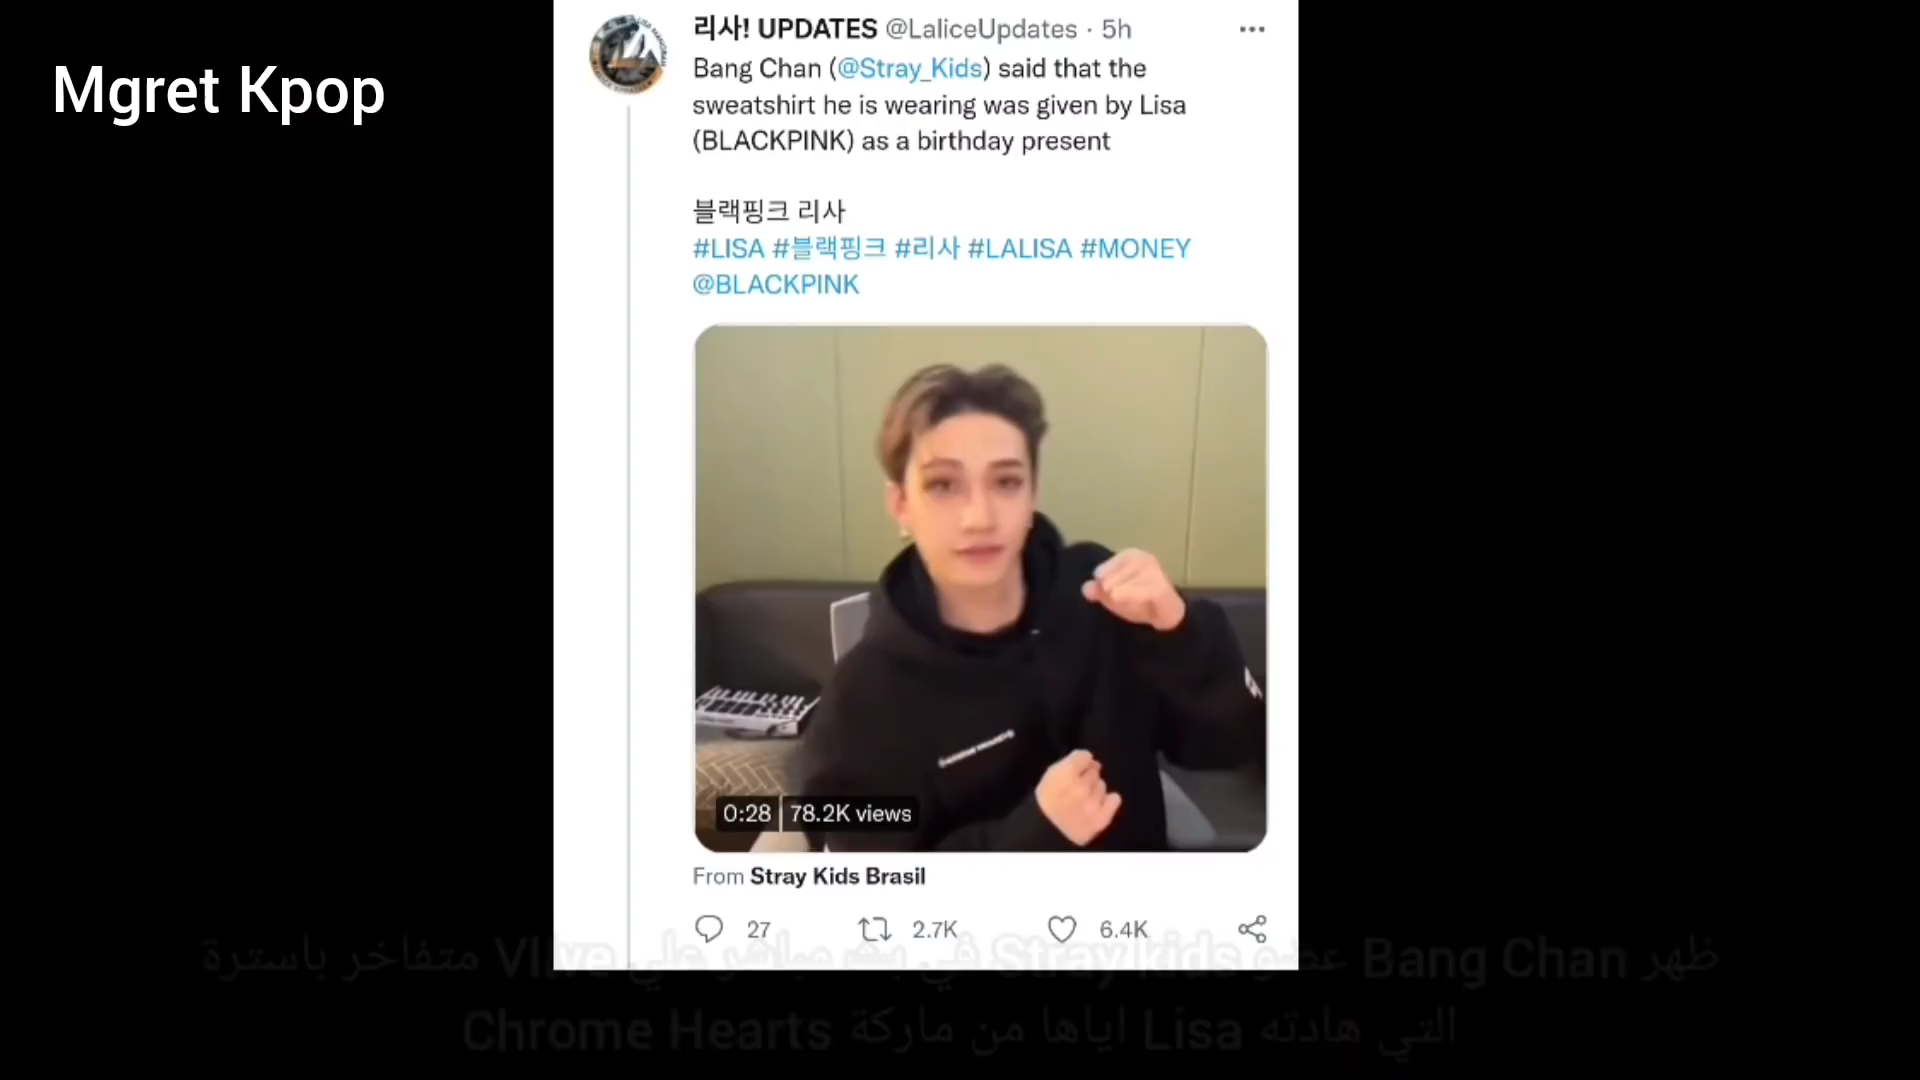 Mgret Kpop
리사! UPDATES @LaliceUpdates · 5h
Bang Chan (@Stray_Kids) said that the
sweatshirt he is wearing was given by Lisa
(BLACKPINK) as a birthday present
블랙핑크 리사
#LISA #블랙핑크 #리사 #LALISA #MONEY
@BLACKPINK
0:28 78.2K views
From Stray Kids Brasil
27 2.7K 6.4K
ظهر Bang Chan عضو Stray kids في بث مباشر علي Vlive متفاخر باسترة
التي هادته Lisa اياها من ماركة Chrome Hearts